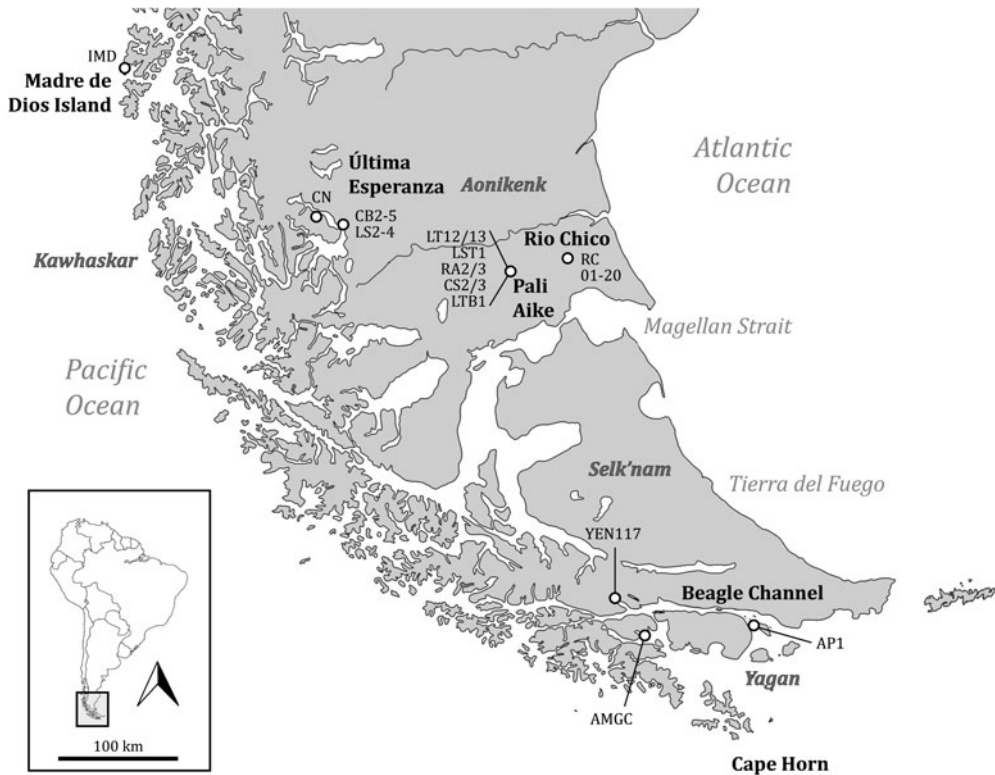 IMD
Madre de
Dios Island
Última
Esperanza
Aonikenk
Atlantic
Ocean
CN
CB2-5
LS2-4
Kawhaskar
LT12/13
LST1
RA2/3
CS2/3
LTB1
Rio Chico
RC
01-20
Pali
Aike
Magellan Strait
Pacific
Ocean
Selk’nam
Tierra del Fuego
YEN117
Beagle Channel
AP1
Yagan
AMGC
Cape Horn
100 km